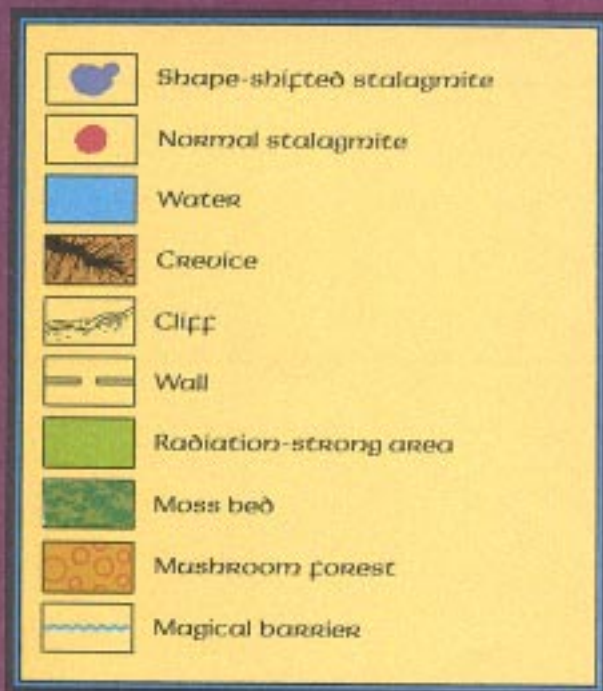 Shape-shifted stalagmite
Normal stalagmite
Water
Crevice
Cliff
Wall
Radiation-strong area
Moss bed
Mushroom forest
Magical barrier